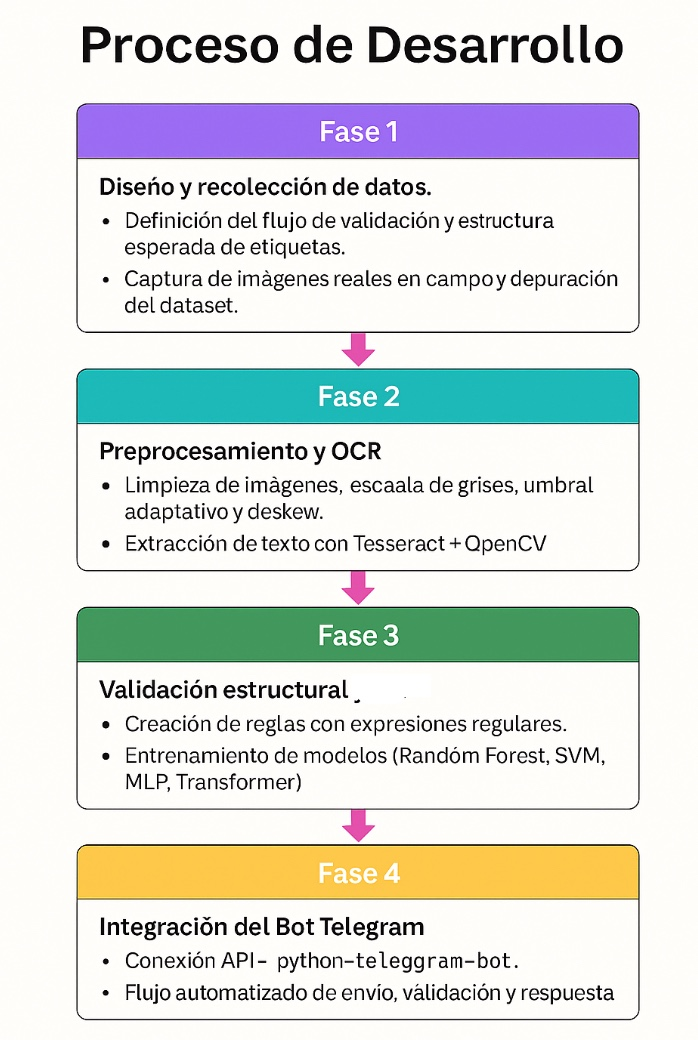 Proceso de Desarrollo
Fase 1
Diseño y recolección de datos.
• Definición del flujo de validación y estructura
esperada de etiquetas.
• Captura de imàgenes reales en campo y depuración
del dataset.
Fase 2
Preprocesamiento y OCR
• Limpieza de imàgenes, escaala de grises, umbral
adaptativo y deskew.
• Extracción de texto con Tesseract + QpenCV
Fase 3
Validación estructural
• Creación de reglas con expresiones regulares.
• Entrenamiento de modelos (Randóm Forest, SVM,
MLP, Transformer)
Fase 4
Integraciǒn del Bot Telegram
• Conexión API- python-teleggram-bot.
• Flujo automatizado de envío, vàlidación y respuesta